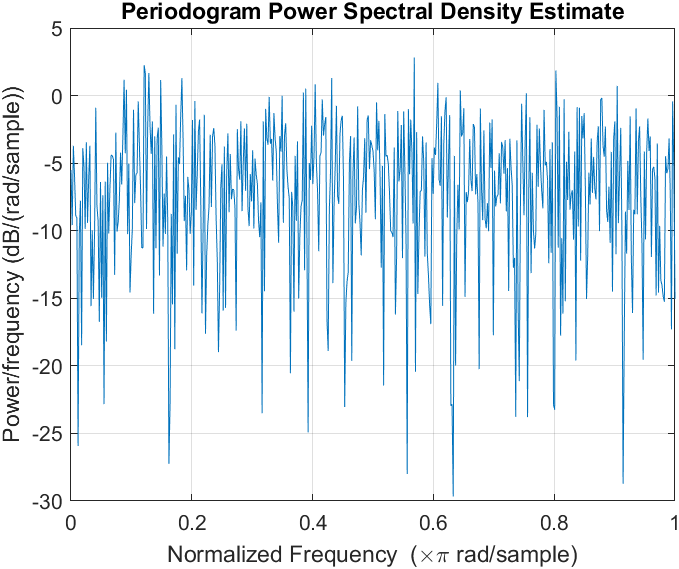 Periodogram Power Spectral Density Estimate
Power/frequency (dB/(rad/sample))
5
0
-5
-10
-15
-20
-25
-30
0 0.2 0.4 0.6 0.8 1
Normalized Frequency (×π rad/sample)